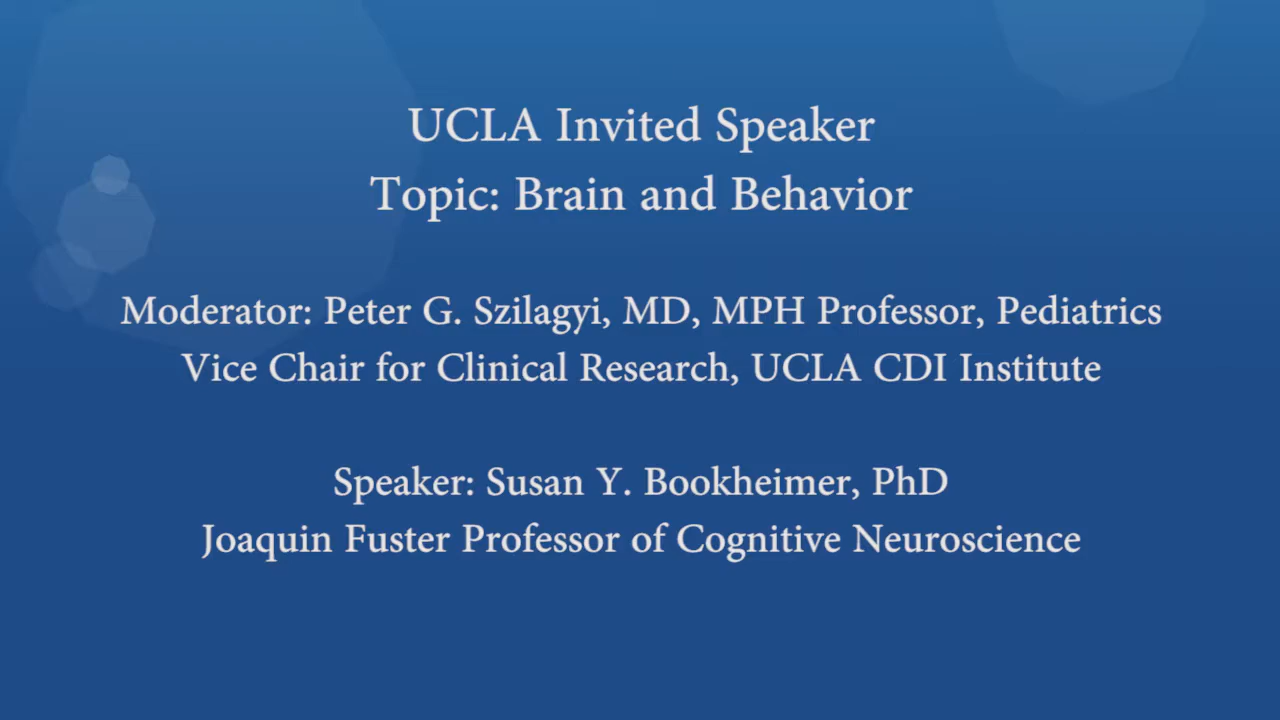 UCLA Invited Speaker
Topic: Brain and Behavior
Moderator: Peter G. Szilagyi, MD, MPH Professor, Pediatrics
Vice Chair for Clinical Research, UCLA CDI Institute
Speaker: Susan Y. Bookheimer, PhD
Joaquin Fuster Professor of Cognitive Neuroscience